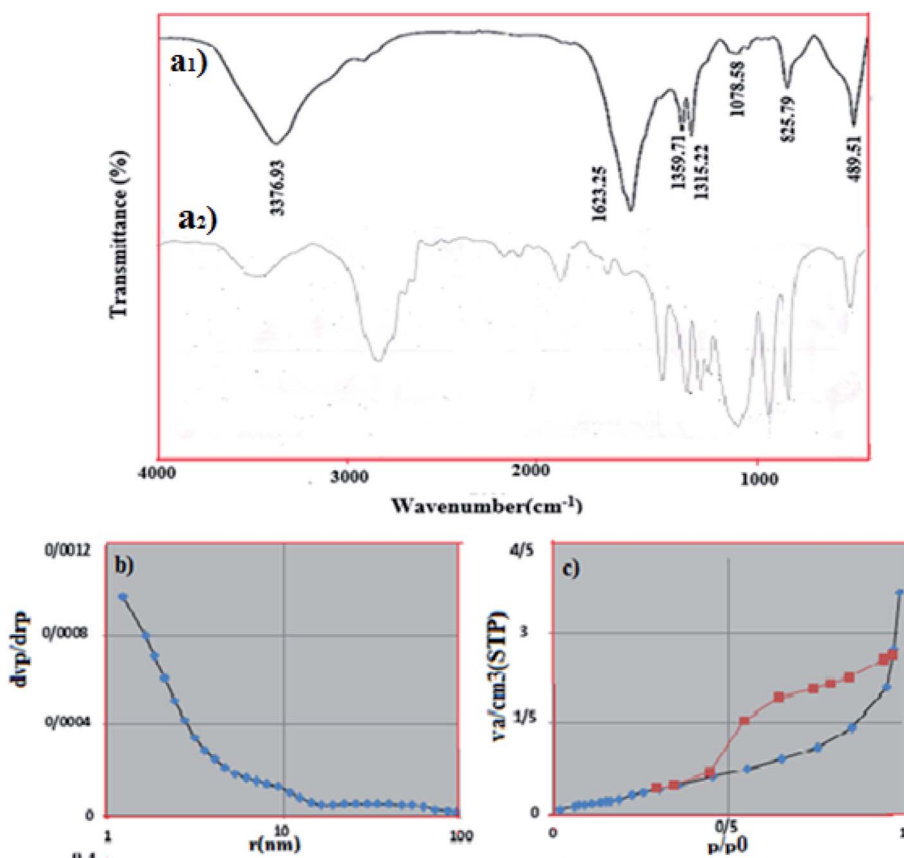 a1)
3376.93
1623.25
1359.71
1315.22
1078.58
825.79
489.51
a2)
Transmittance (%)
4000 3000 2000 1000
Wavenumber(cm-1)
b)
0/0012
0/0008
0/0004
0
dvp/drp
1 10 100
r(nm)
c)
4/5
3
1/5
0
va/cm3(STP)
0 0/5 1
p/p0